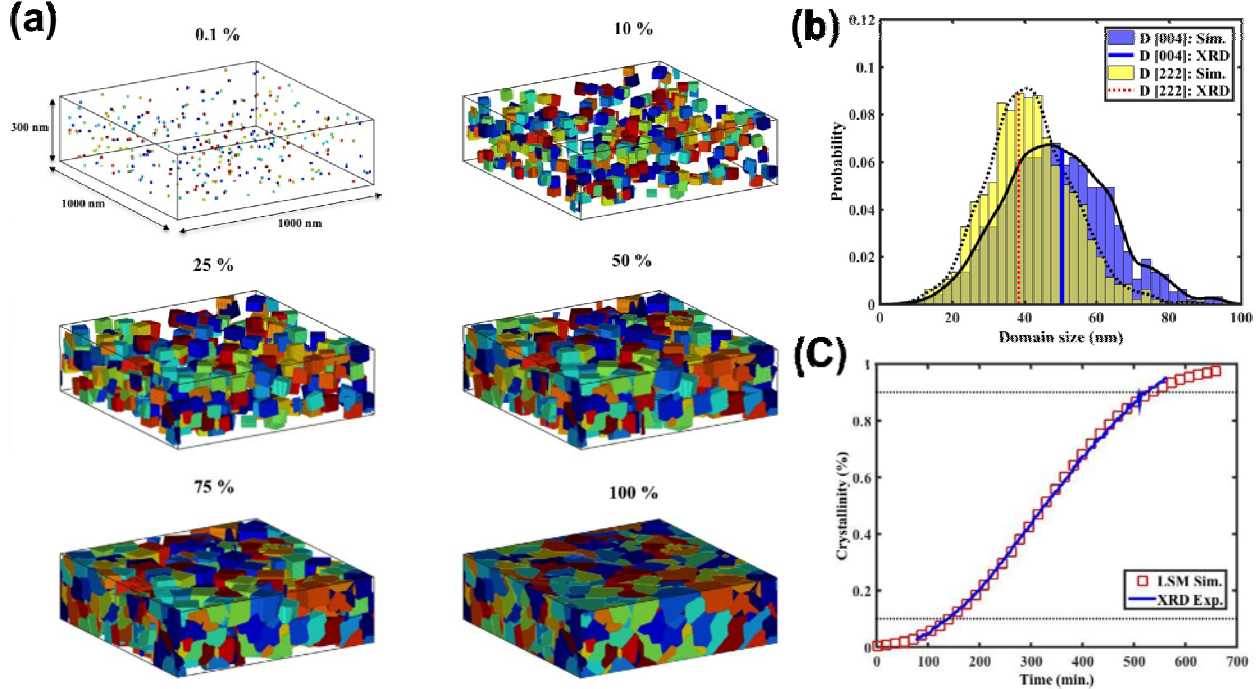 (a)
0.1 %
10 %
300 nm
1000 nm
1000 nm
25 %
50 %
75 %
100 %
(b)
0.12
0.1
0.08
0.06
0.04
0.02
0
Probability
D [004]: Sim.
D [004]: XRD
D [222]: Sim.
D [222]: XRD
0 20 40 60 80 100
Domain size (nm)
(C)
1
0.8
0.6
0.4
0.2
0
Crystallinity (%)
LSM Sim.
XRD Exp.
0 100 200 300 400 500 600 700
Time (min.)